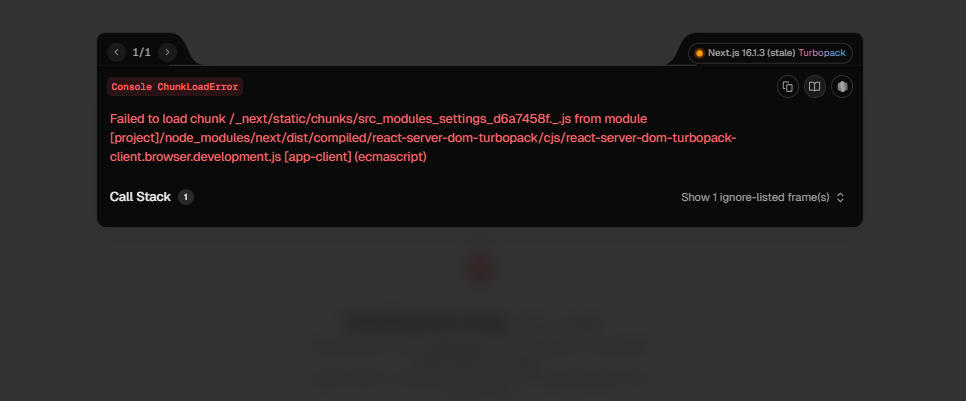 1/1
Next.js 16.1.3 (stale) Turbopack
Console ChunkLoadError
Failed to load chunk /_next/static/chunks/src_modules_settings_d6a7458f._.js from module
[project]/node_modules/next/dist/compiled/react-server-dom-turbopack/cjs/react-server-dom-turbopack-
client.browser.development.js [app-client] (ecmascript)
Call Stack 1
Show 1 ignore-listed frame(s)